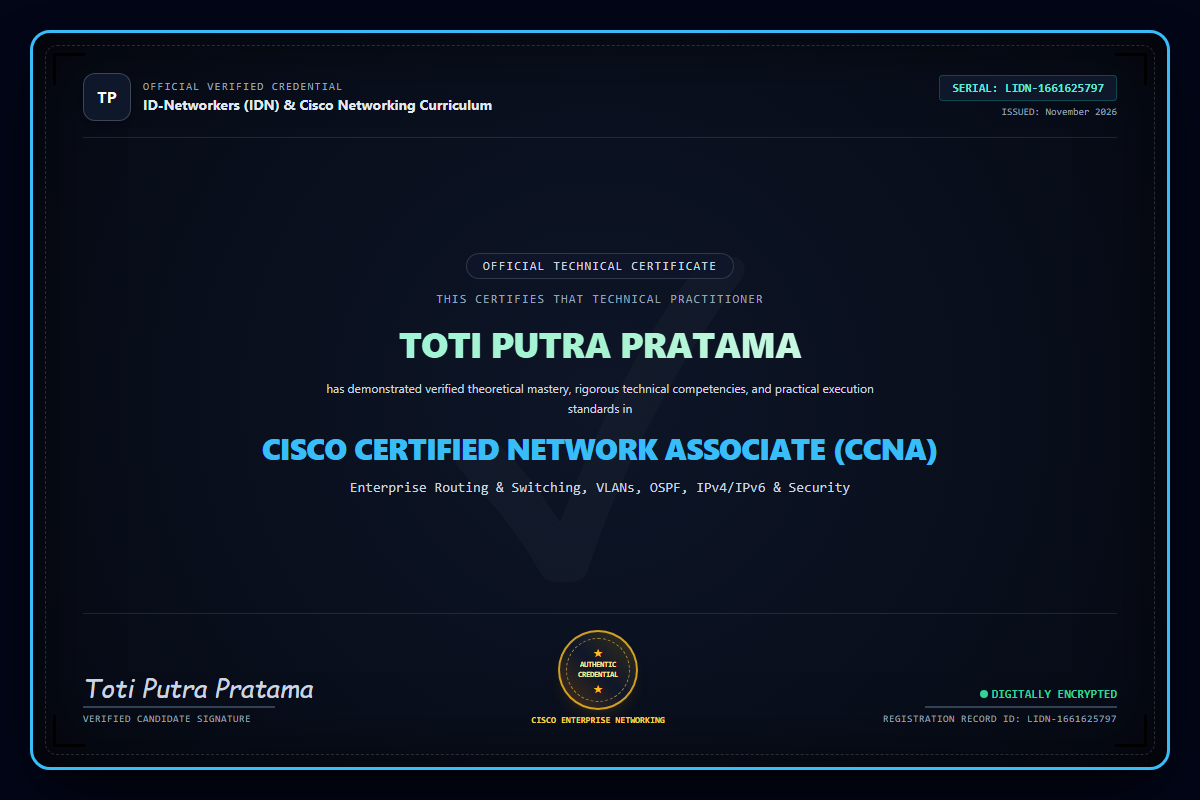 TP
OFFICIAL VERIFIED CREDENTIAL
ID-Networkers (IDN) & Cisco Networking Curriculum
SERIAL: LIDN-1661625797
ISSUED: November 2026
OFFICIAL TECHNICAL CERTIFICATE
THIS CERTIFIES THAT TECHNICAL PRACTITIONER
TOTI PUTRA PRATAMA
has demonstrated verified theoretical mastery, rigorous technical competencies, and practical execution
standards in
CISCO CERTIFIED NETWORK ASSOCIATE (CCNA)
Enterprise Routing & Switching, VLANs, OSPF, IPv4/IPv6 & Security
Toti Putra Pratama
VERIFIED CANDIDATE SIGNATURE
★
AUTHENTIC
CREDENTIAL
★
CISCO ENTERPRISE NETWORKING
DIGITALLY ENCRYPTED
REGISTRATION RECORD ID: LIDN-1661625797